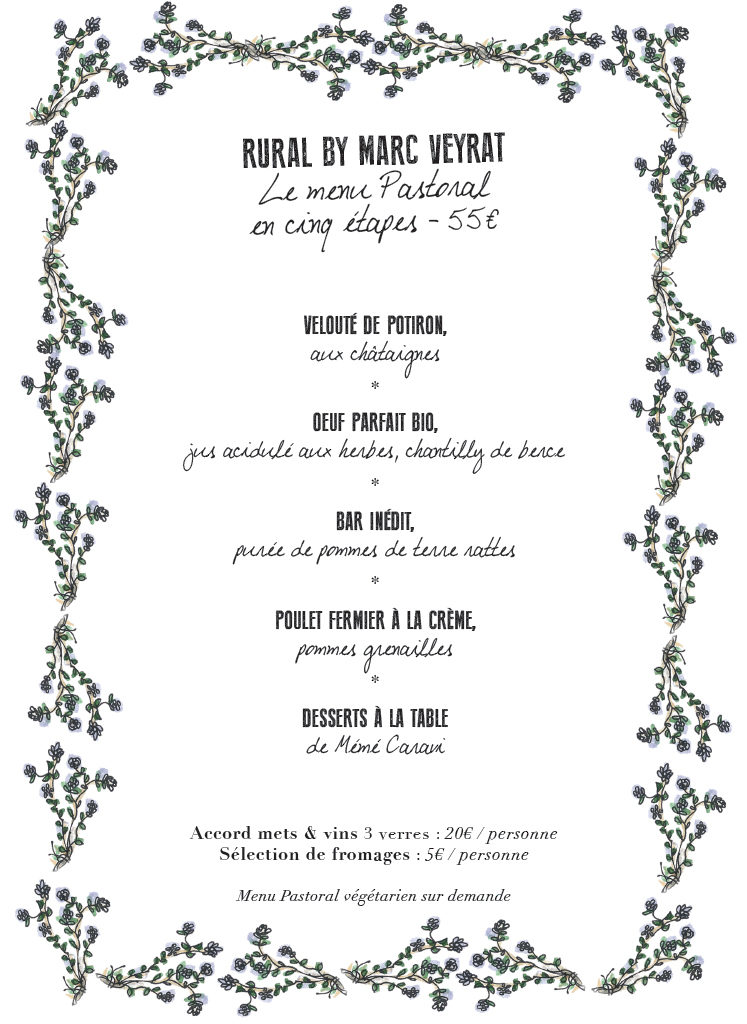 RURAL BY MARC VEYRAT
Le menu Pastoral
en cinq étapes - 55€
VELOUTÉ DE POTIRON,
aux châtaignes
*
OEUF PARFAIT BIO,
jus acidulé aux herbes, chantilly de berce
*
BAR INÉDIT,
purée de pommes de terre rattes
*
POULET FERMIER À LA CRÈME,
pommes grenailles
*
DESSERTS À LA TABLE
de Mémé Caravi
Accord mets & vins 3 verres : 20€ / personne
Sélection de fromages : 5€ / personne
Menu Pastoral végétarien sur demande